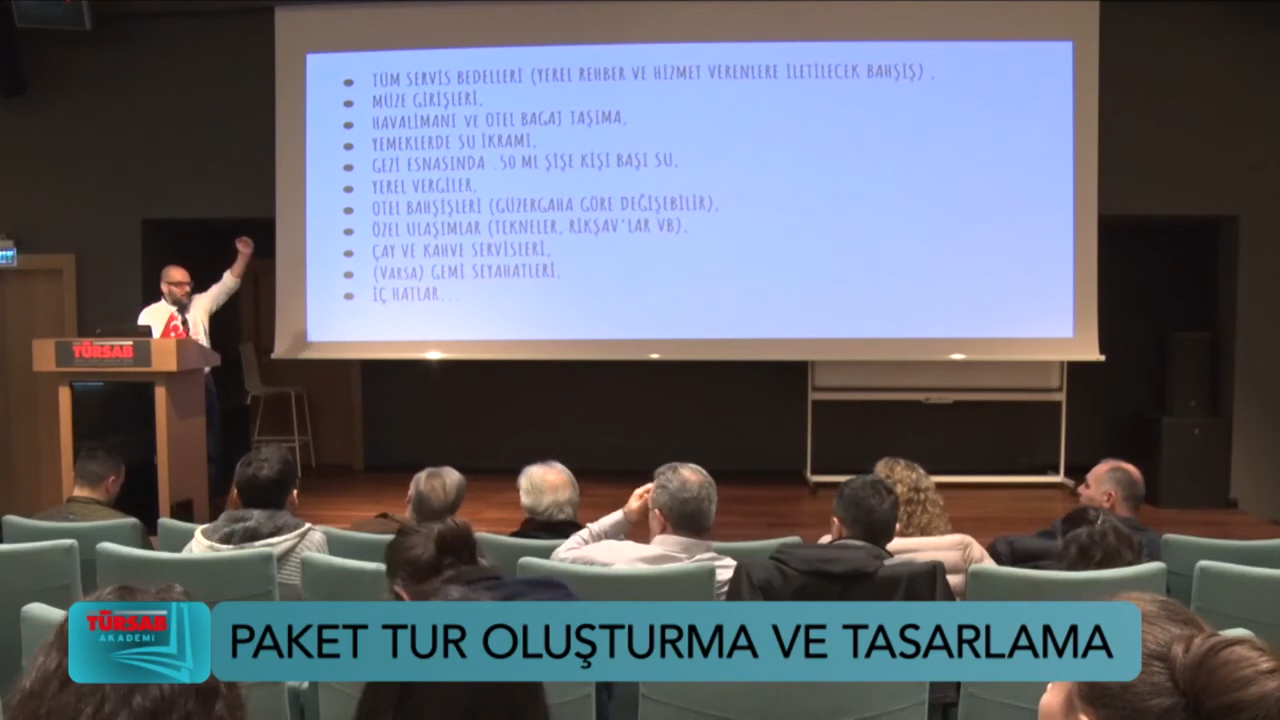 TÜM SERVİS BEDELLERİ (YEREL REHBER VE HİZMET VERENLERE İLETİLECEK BAHŞİŞ) ,
MÜZE GİRİŞLERİ,
HAVALİMANI VE OTEL BAGAJ TAŞIMA,
YEMEKLERDE SU İKRAMI,
GEZİ ESNASINDA .50 ML ŞİŞE KİŞİ BAŞI SU,
YEREL VERGİLER,
OTEL BAHŞİŞLERİ (GÜZERGAHA GÖRE DEĞİŞEBİLİR),
ÖZEL ULAŞIMLAR (TEKNELER, RİKŞAV'LAR VB),
ÇAY VE KAHVE SERVİSLERİ,
(VARSA) GEMİ SEYAHATLERİ,
İÇ HATLAR...
TÜRSAB
TÜRSAB
AKADEMİ
PAKET TUR OLUŞTURMA VE TASARLAMA